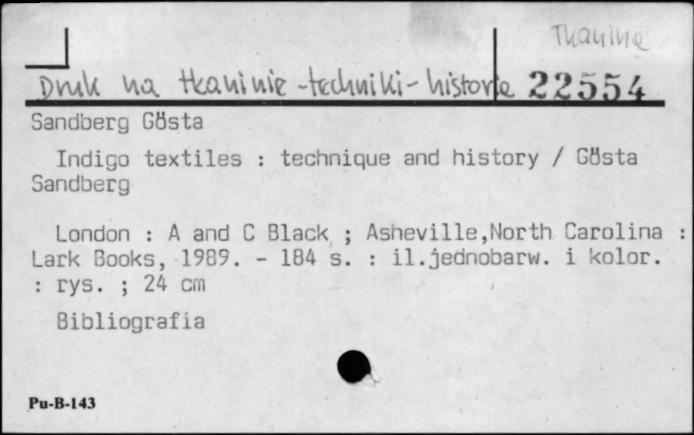 Tkanina
Druk na tkaninie - techniki - historia 22554
Sandberg Gösta
Indigo textiles : technique and history / Gösta
Sandberg
London : A and C Black ; Asheville,North Carolina :
Lark Books, 1989. - 184 s. : il.jednobarw. i kolor.
: rys. ; 24 cm
Bibliografia
Pu-B-143